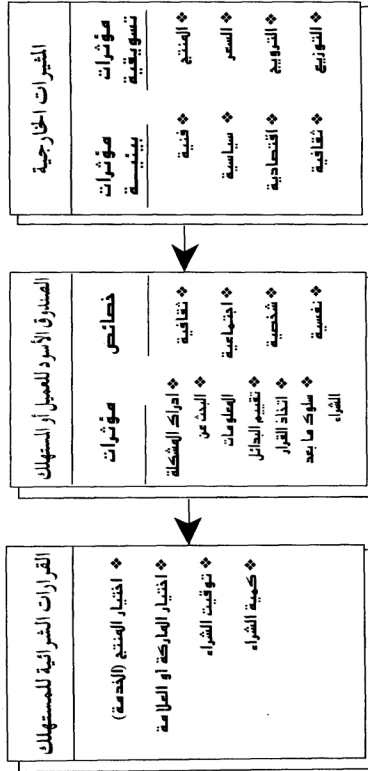 المثيرات الخارجية
مؤثرات تسويقية
❖ المنتج
❖ السعر
❖ الترويج
❖ التوزيع
مؤثرات بيئية
❖ فنية
❖ سياسية
❖ اقتصادية
❖ ثقافية
الصندوق الأسود للعميل أو المستهلك
خصائص
❖ ثقافية
❖ اجتماعية
❖ شخصية
❖ نفسية
مؤثرات
❖ ادراك المشكلة
❖ البحث عن
المعلومات
❖ تقييم البدائل
❖ اتخاذ القرار
❖ سلوك ما بعد
الشراء
القرارات الشرائية للمستهلك
❖ اختيار المنتج (الخدمة)
❖ اختيار الماركة او العلامة
❖ توقيت الشراء
❖ كمية الشراء